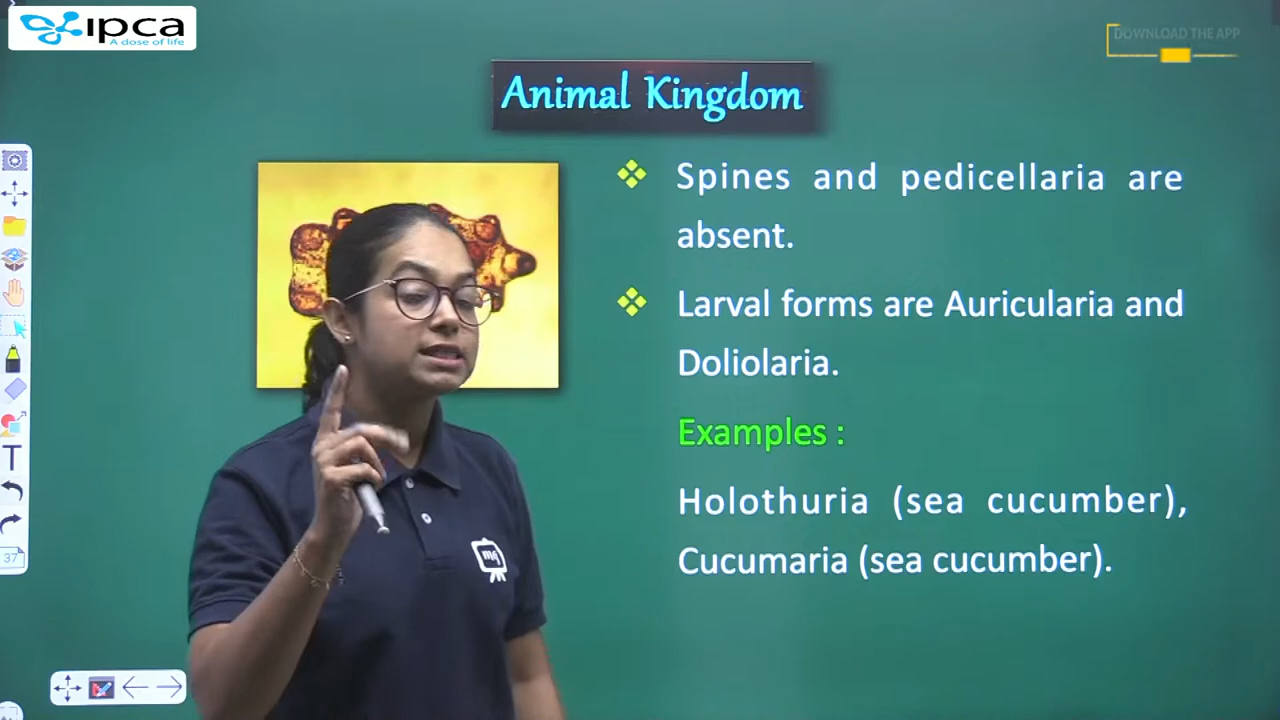 ipca
A dose of life
DOWNLOAD THE APP
Animal Kingdom
Spines and pedicellaria are
absent.
Larval forms are Auricularia and
Doliolaria.
Examples :
Holothuria (sea cucumber),
Cucumaria (sea cucumber).
T
37